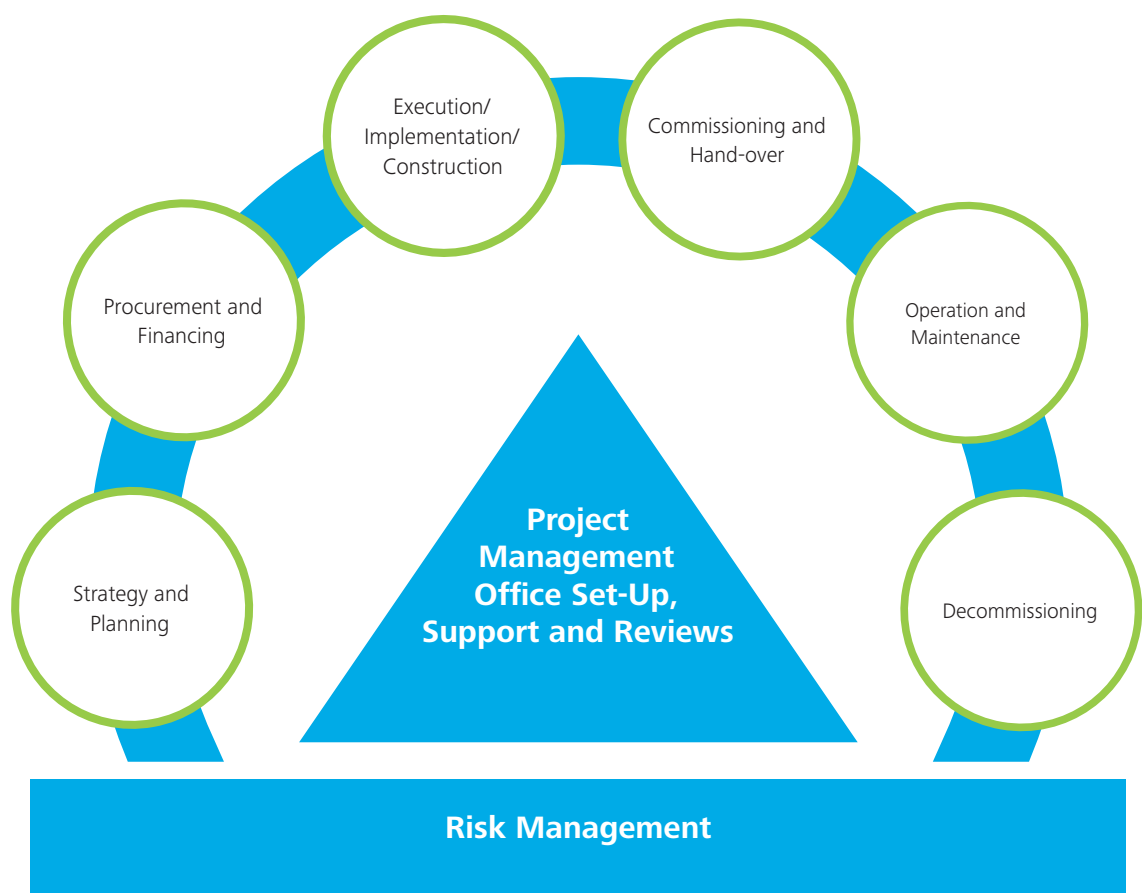 Execution/
Implementation/
Construction
Commissioning and
Hand-over
Procurement and
Financing
Operation and
Maintenance
Strategy and
Planning
Project
Management
Office Set-Up,
Support and Reviews
Decommissioning
Risk Management